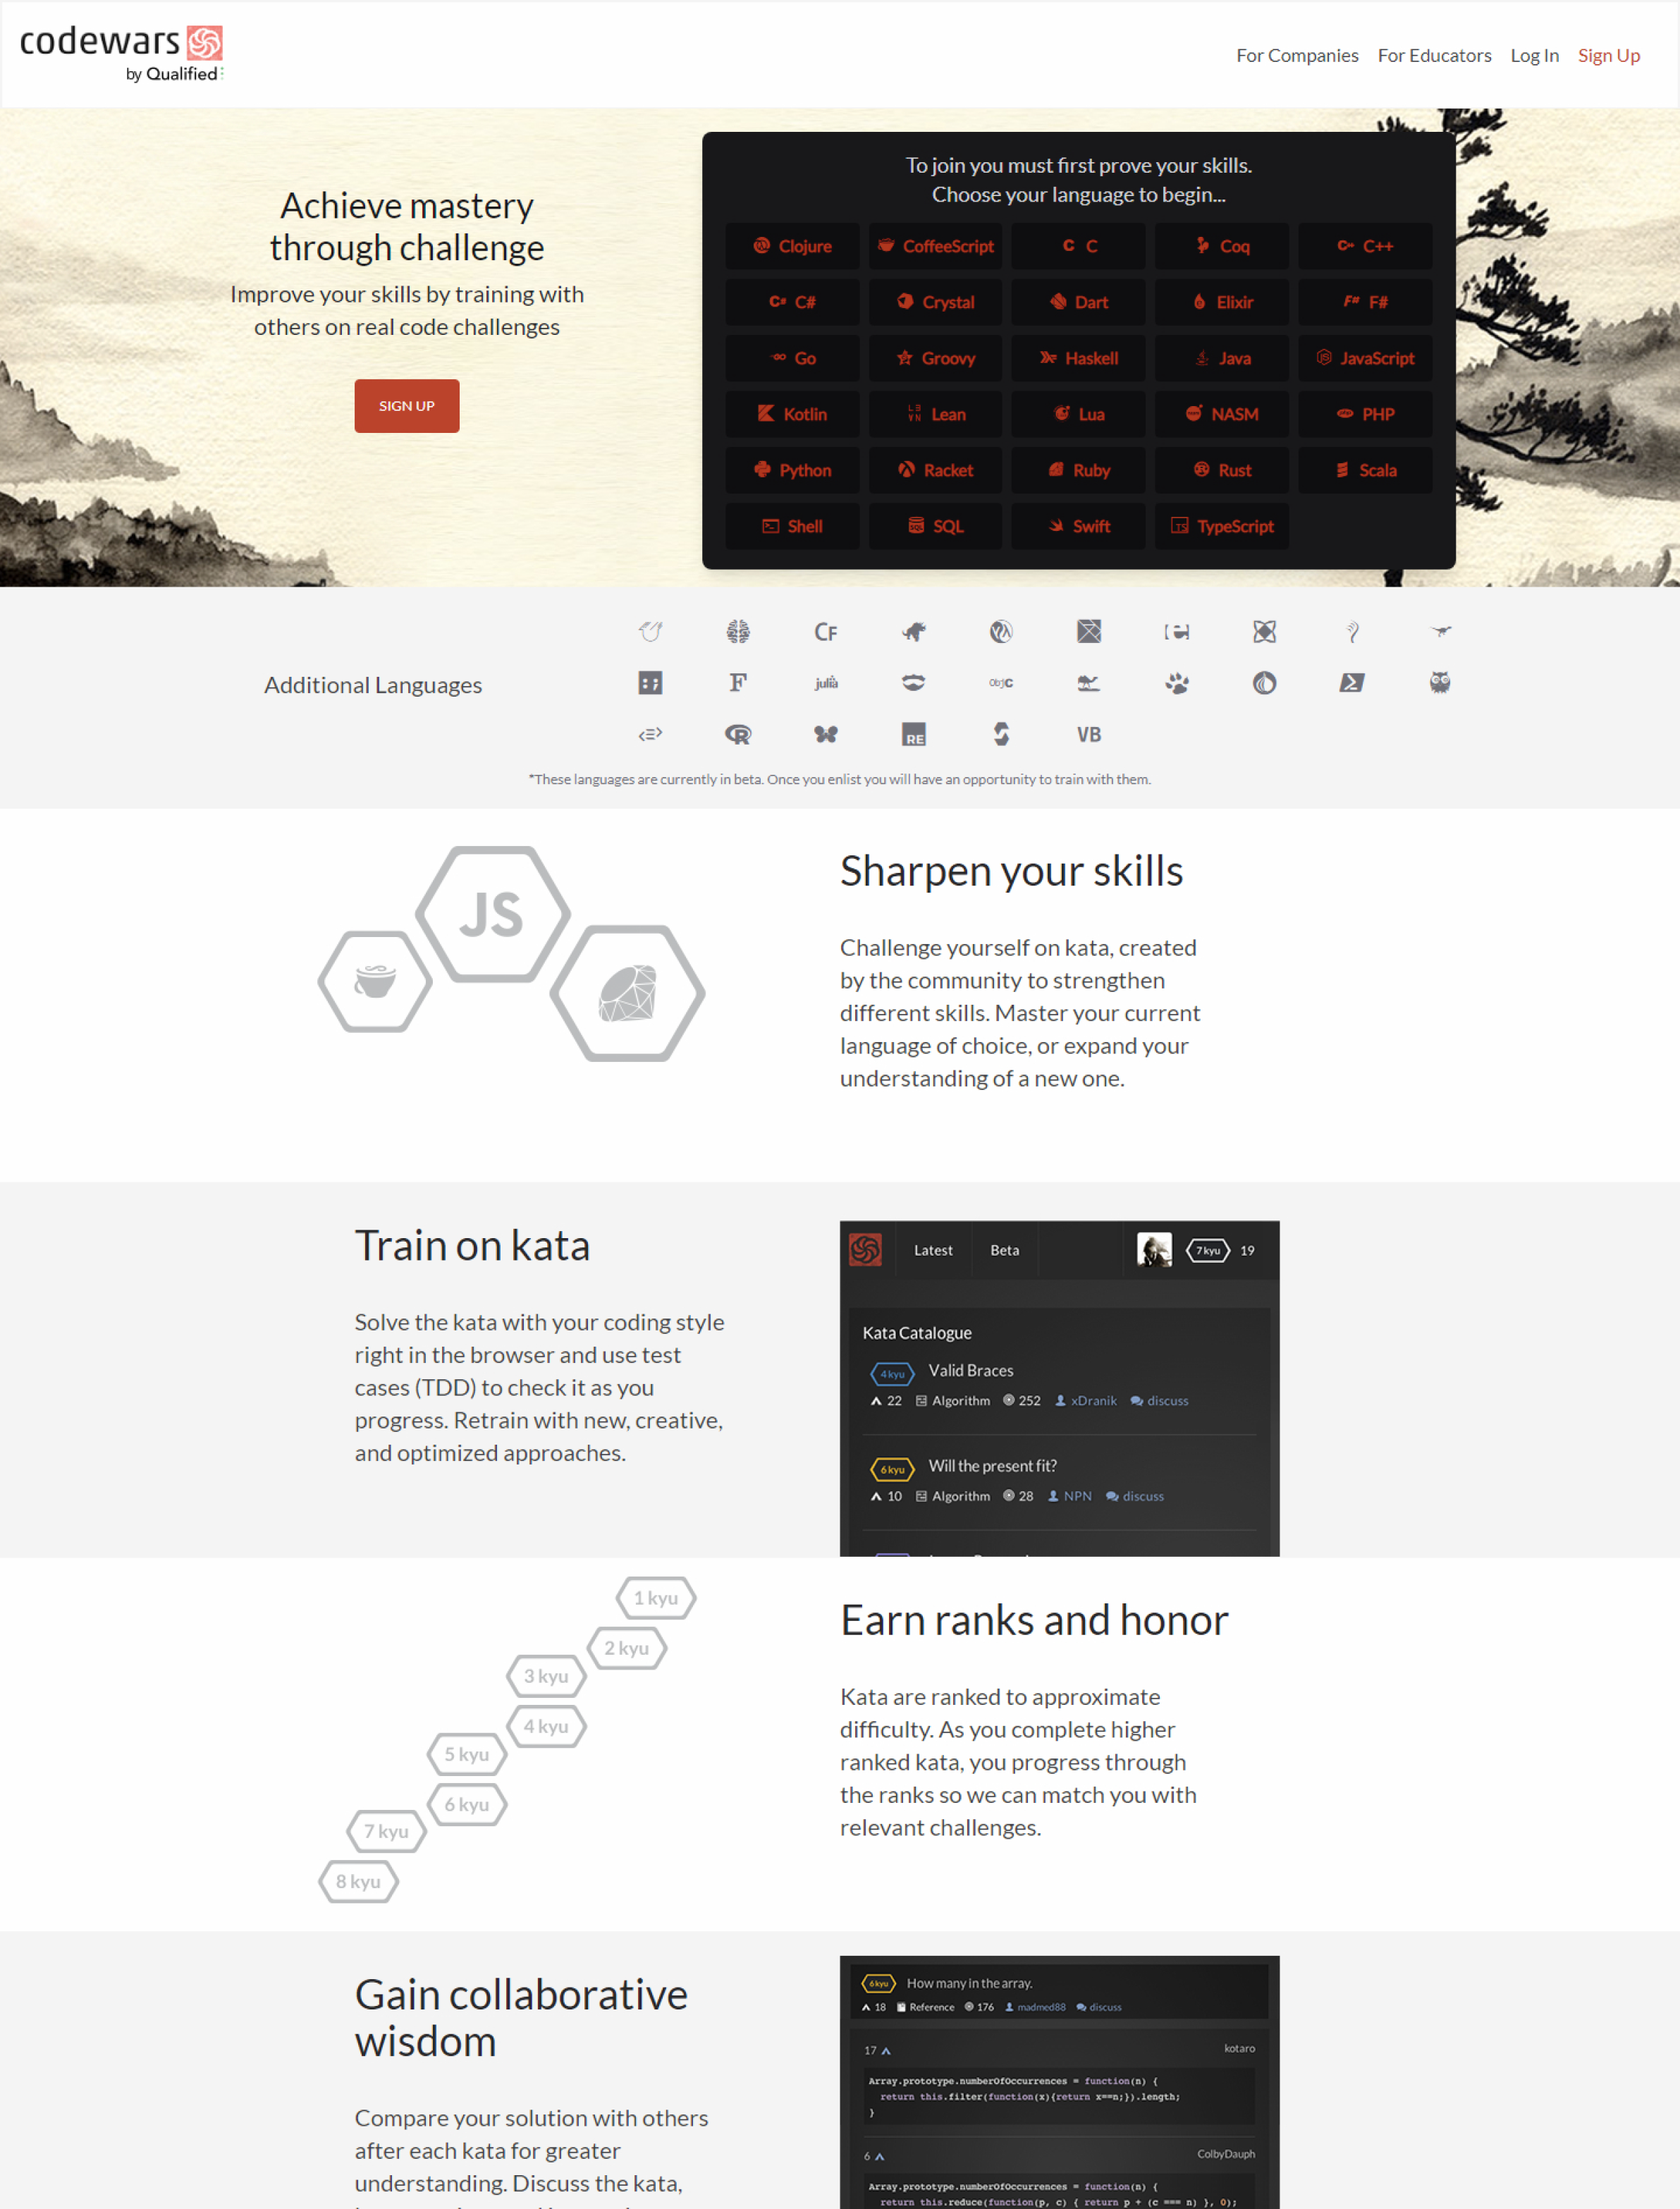 codewars
by Qualified
For Companies For Educators Log In Sign Up
Achieve mastery
through challenge
Improve your skills by training with
others on real code challenges
SIGN UP
To join you must first prove your skills.
Choose your language to begin...
Clojure CoffeeScript C Coq C++
C# Crystal Dart Elixir F#
Go Groovy Haskell Java JavaScript
Kotlin Lean Lua NASM PHP
Python Racket Ruby Rust Scala
Shell SQL Swift TypeScript
Additional Languages
CF
F julia OBJC
R RE VB
*These languages are currently in beta. Once you enlist you will have an opportunity to train with them.
JS
Sharpen your skills
Challenge yourself on kata, created
by the community to strengthen
different skills. Master your current
language of choice, or expand your
understanding of a new one.
Train on kata
Solve the kata with your coding style
right in the browser and use test
cases (TDD) to check it as you
progress. Retrain with new, creative,
and optimized approaches.
Latest Beta 7 kyu 19
Kata Catalogue
4 kyu Valid Braces
22 Algorithm 252 xDranik discuss
6 kyu Will the present fit?
10 Algorithm 28 NPN discuss
1 kyu
2 kyu
3 kyu
4 kyu
5 kyu
6 kyu
7 kyu
8 kyu
Earn ranks and honor
Kata are ranked to approximate
difficulty. As you complete higher
ranked kata, you progress through
the ranks so we can match you with
relevant challenges.
Gain collaborative
wisdom
Compare your solution with others
after each kata for greater
understanding. Discuss the kata,
6 kyu How many in the array.
18 Reference 176 madmed88 discuss
17 kotaro
Array.prototype.numberOfOccurrences = function(n) {
return this.filter(function(x){return x==n;}).length;
}
6 ColbyDauph
Array.prototype.numberOfOccurrences = function(n) {
return this.reduce(function(p, c) { return p + (c === n) }, 0);